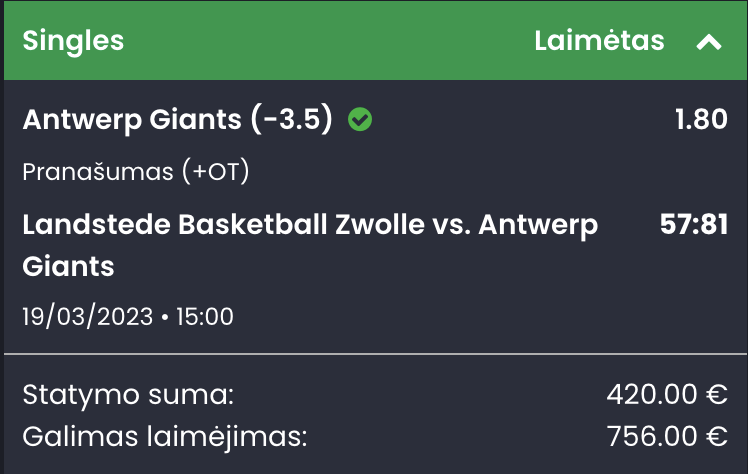 Singles Laimėtas
Antwerp Giants (-3.5) 1.80
Pranašumas (+OT)
Landstede Basketball Zwolle vs. Antwerp 57:81
Giants
19/03/2023 • 15:00
Statymo suma: 420.00 €
Galimas laimėjimas: 756.00 €